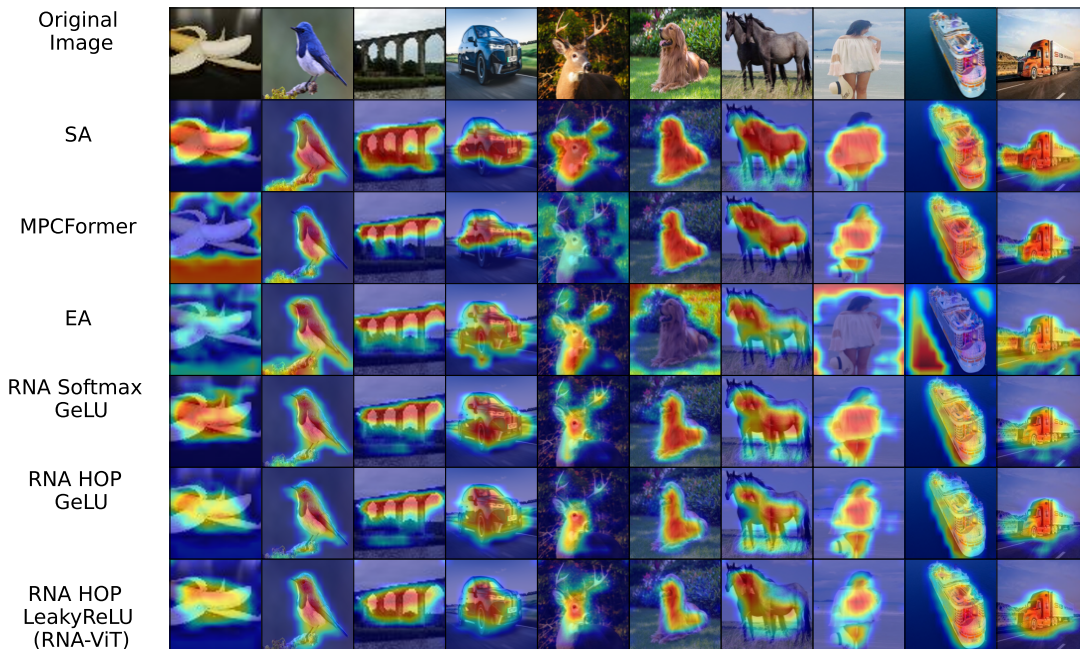 Original
Image
SA
MPCFormer
EA
RNA Softmax
GeLU
RNA HOP
GeLU
RNA HOP
LeakyReLU
(RNA-ViT)